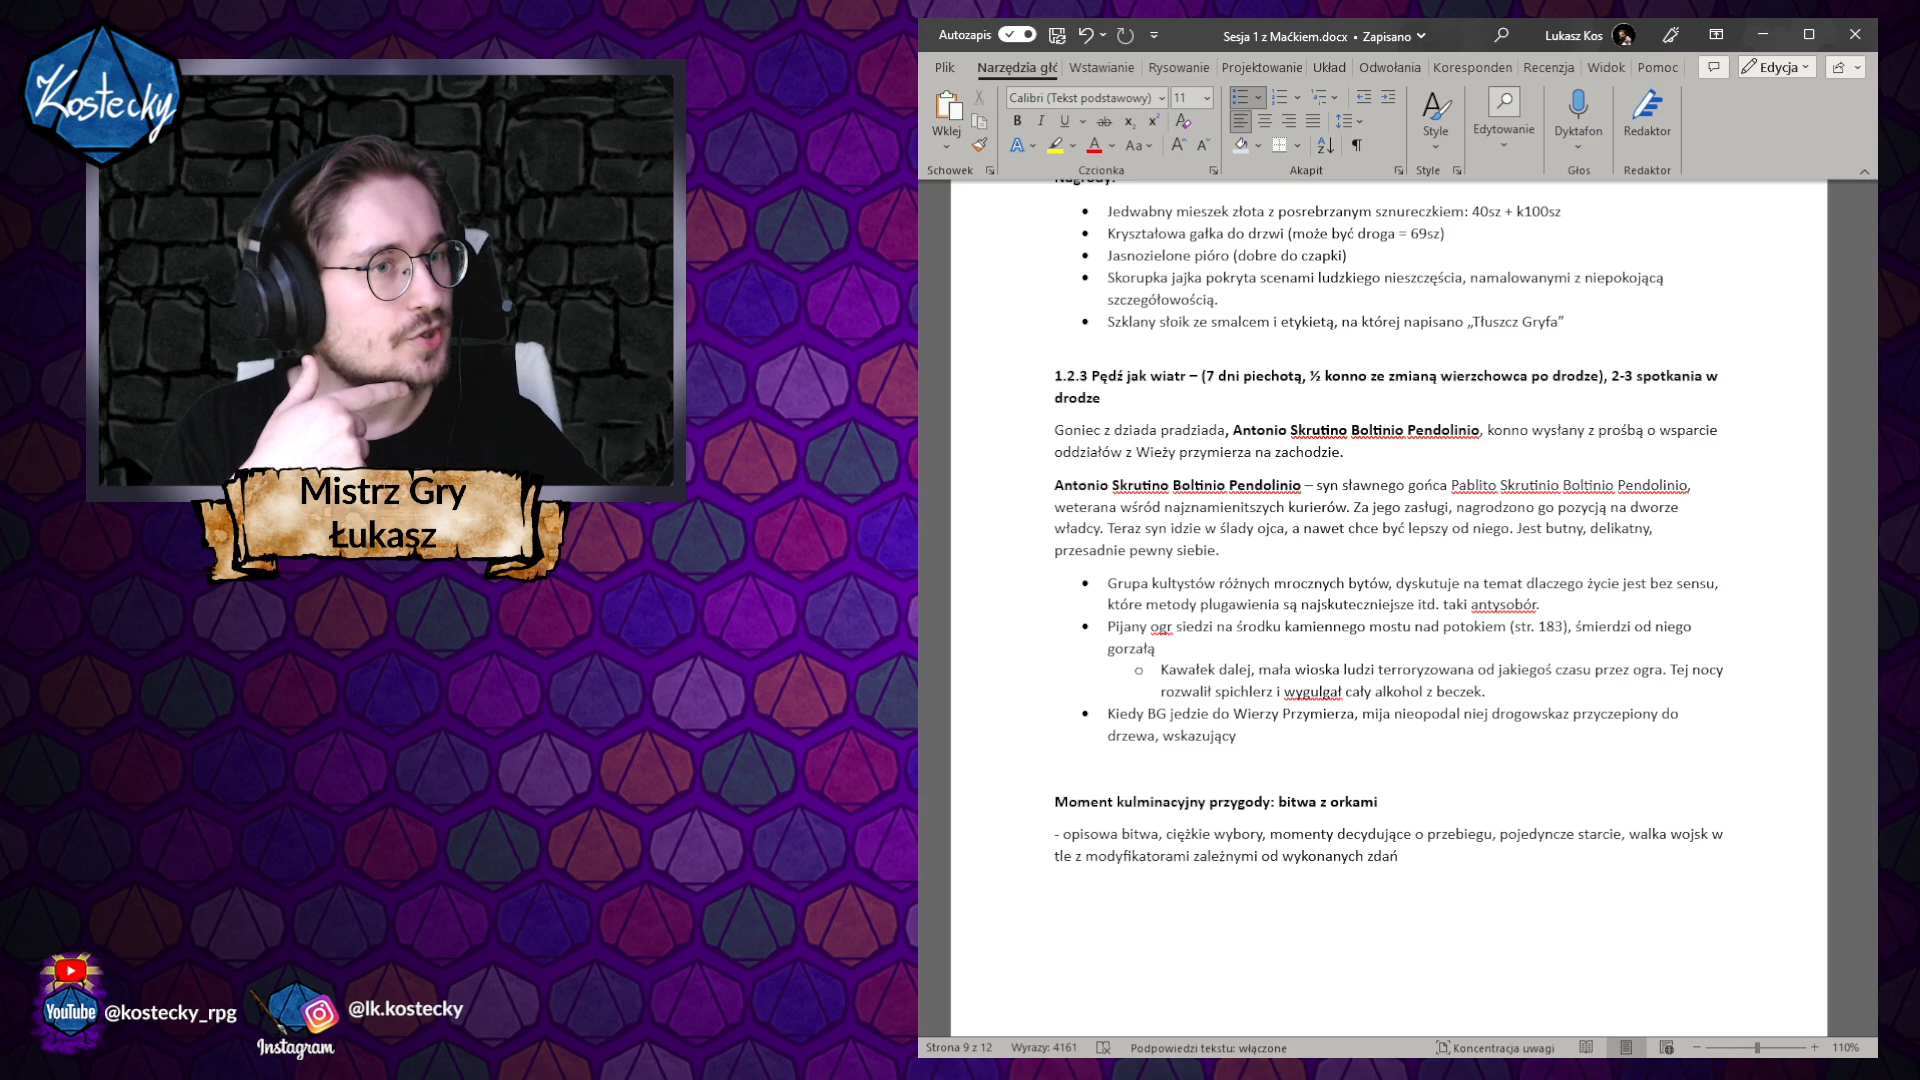 Kostecky
Mistrz Gry
Łukasz
YouTube
@kostecky_rpg
@lk.kostecky
Instagram
Autozapis
Sesja 1 z Maćkiem.docx • Zapisano
Lukasz Kos
Plik Narzędzia głć Wstawianie Rysowanie Projektowanie Układ Odwołania Koresponden Recenzja Widok Pomoc Edycja
Calibri (Tekst podstawowy) 11
Wklej
Style
Edytowanie
Dyktafon
Redaktor
Schowek Czcionka Akapit Style Głos Redaktor
Nagrody:
• Jedwabny mieszek złota z posrebrzanym sznureczkiem: 40sz + k100sz
• Kryształowa gałka do drzwi (może być droga = 69sz)
• Jasnozielone pióro (dobre do czapki)
• Skorupka jajka pokryta scenami ludzkiego nieszczęścia, namalowanymi z niepokojącą
szczegółowością.
• Szklany słoik ze smalcem i etykietą, na której napisano „Tłuszcz Gryfa”
1.2.3 Pędź jak wiatr – (7 dni piechotą, ½ konno ze zmianą wierzchowca po drodze), 2-3 spotkania w
drodze
Goniec z dziada pradziada, Antonio Skrutino Boltinio Pendolinio, konno wysłany z prośbą o wsparcie
oddziałów z Wieży przymierza na zachodzie.
Antonio Skrutino Boltinio Pendolinio – syn sławnego gońca Pablito Skrutinio Boltinio Pendolinio,
weterana wśród najznamienitszych kurierów. Za jego zasługi, nagrodzono go pozycją na dworze
władcy. Teraz syn idzie w ślady ojca, a nawet chce być lepszy od niego. Jest butny, delikatny,
przesadnie pewny siebie.
• Grupa kultystów różnych mrocznych bytów, dyskutuje na temat dlaczego życie jest bez sensu,
które metody plugawienia są najskuteczniejsze itd. taki antysobór.
• Pijany ogr siedzi na środku kamiennego mostu nad potokiem (str. 183), śmierdzi od niego
gorzałą
o Kawałek dalej, mała wioska ludzi terroryzowana od jakiegoś czasu przez ogra. Tej nocy
rozwalił spichlerz i wygulgał cały alkohol z beczek.
• Kiedy BG jedzie do Wierzy Przymierza, mija nieopodal niej drogowskaz przyczepiony do
drzewa, wskazujący
Moment kulminacyjny przygody: bitwa z orkami
- opisowa bitwa, ciężkie wybory, momenty decydujące o przebiegu, pojedyncze starcie, walka wojsk w
tle z modyfikatorami zależnymi od wykonanych zdań
Strona 9 z 12 Wyrazy: 4161 Podpowiedzi tekstu: włączone Koncentracja uwagi 110%